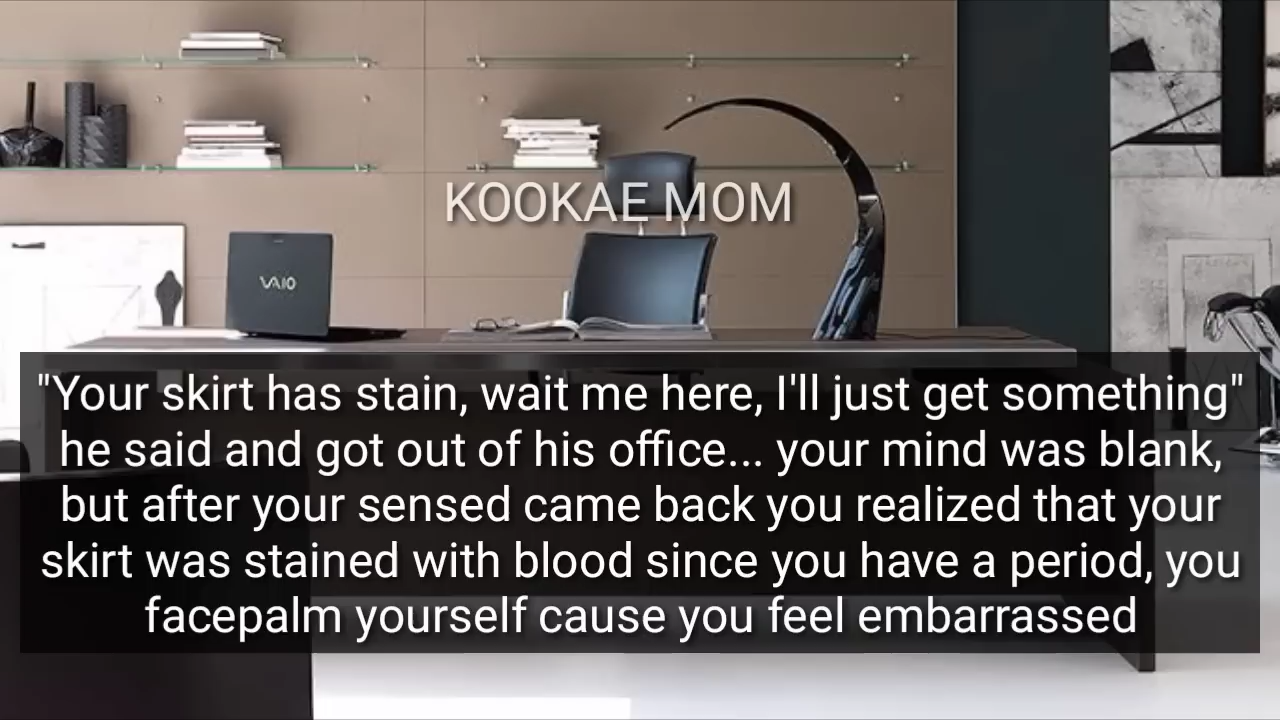 KOOKAE MOM
VAIO
"Your skirt has stain, wait me here, I'll just get something"
he said and got out of his office... your mind was blank,
but after your sensed came back you realized that your
skirt was stained with blood since you have a period, you
facepalm yourself cause you feel embarrassed